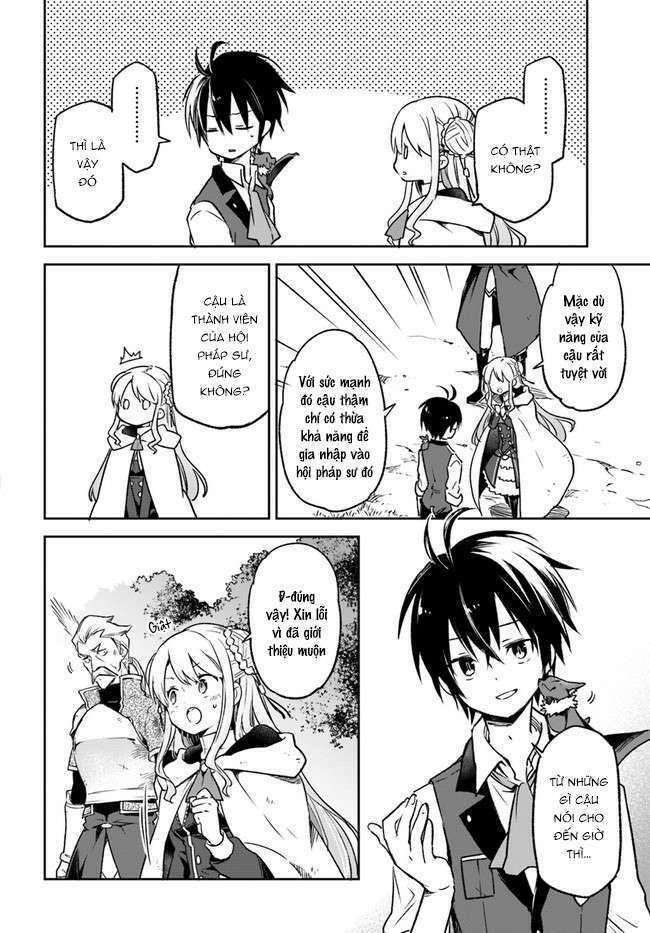 ………
CÓ THẬT
KHÔNG?
………
THÌ LÀ
VẬY
ĐÓ
Mặc dù
vậy kỹ
năng của
cậu rất
tuyệt vời
Với sức mạnh
đó cậu thậm
chí có thừa
khả năng để
gia nhập vào
hội pháp sư đó
CẬU LÀ
THÀNH VIÊN
CỦA HỘI
PHÁP SƯ,
ĐÚNG
KHÔNG?
TỪ NHỮNG
GÌ CẬU
NÓI CHO
ĐẾN GIỜ
THÌ...
Đ-đúng
vậy! Xin lỗi
vì đã giới
thiệu muộn
Giật